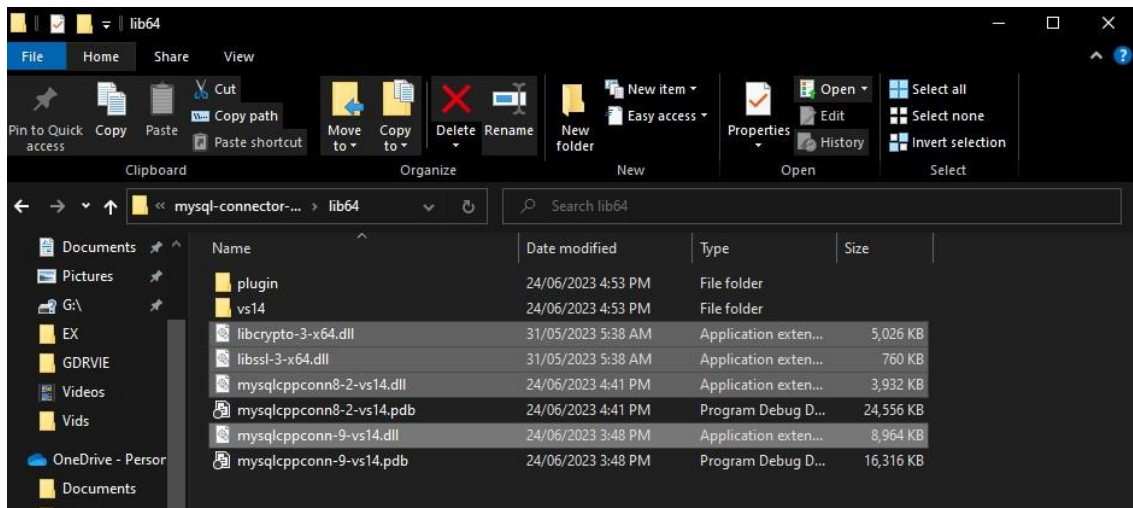 lib64
File Home Share View
Pin to Quick access Copy Paste
Cut
Copy path
Paste shortcut
Clipboard
Move to Copy to Delete Rename
Organize
New folder
New item
Easy access
New
Properties
Open
Edit
History
Open
Select all
Select none
Invert selection
Select
« mysql-connector-... > lib64
Search lib64
Documents
Pictures
G:\
EX
GDRVIE
Videos
Vids
OneDrive - Person
Documents
Name Date modified Type Size
plugin 24/06/2023 4:53 PM File folder
vs14 24/06/2023 4:53 PM File folder
libcrypto-3-x64.dll 31/05/2023 5:38 AM Application exten... 5,026 KB
libssl-3-x64.dll 31/05/2023 5:38 AM Application exten... 760 KB
mysqlcppconn8-2-vs14.dll 24/06/2023 4:41 PM Application exten... 3,932 KB
mysqlcppconn8-2-vs14.pdb 24/06/2023 4:41 PM Program Debug D... 24,556 KB
mysqlcppconn-9-vs14.dll 24/06/2023 3:48 PM Application exten... 8,964 KB
mysqlcppconn-9-vs14.pdb 24/06/2023 3:48 PM Program Debug D... 16,316 KB